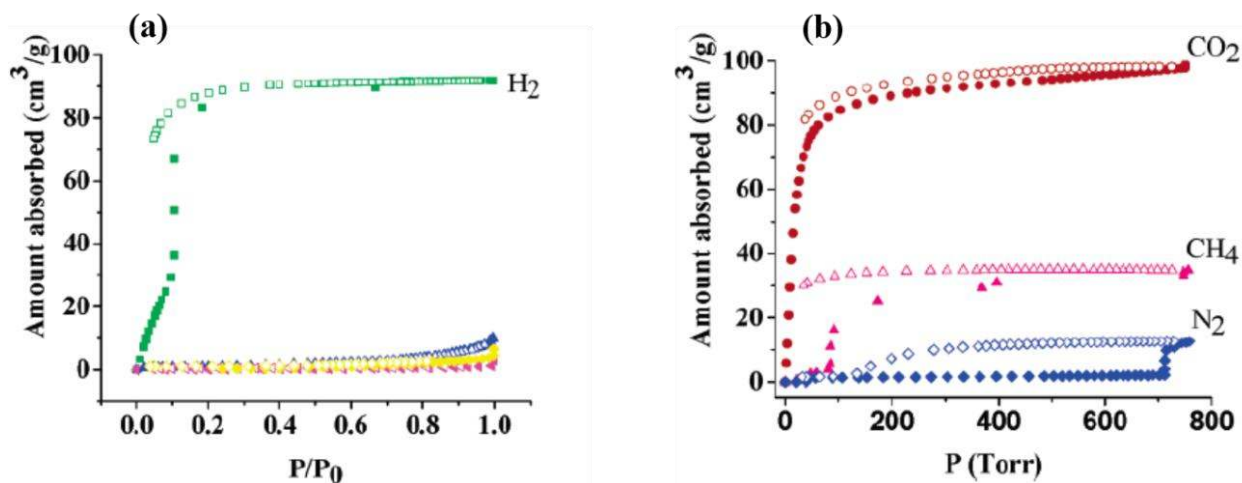 (a)
100
80
60
40
20
0
Amount absorbed (cm³/g)
H₂
0.0 0.2 0.4 0.6 0.8 1.0
P/P₀
(b)
100
80
60
40
20
0
Amount absorbed (cm³/g)
CO₂
CH₄
N₂
0 200 400 600 800
P (Torr)